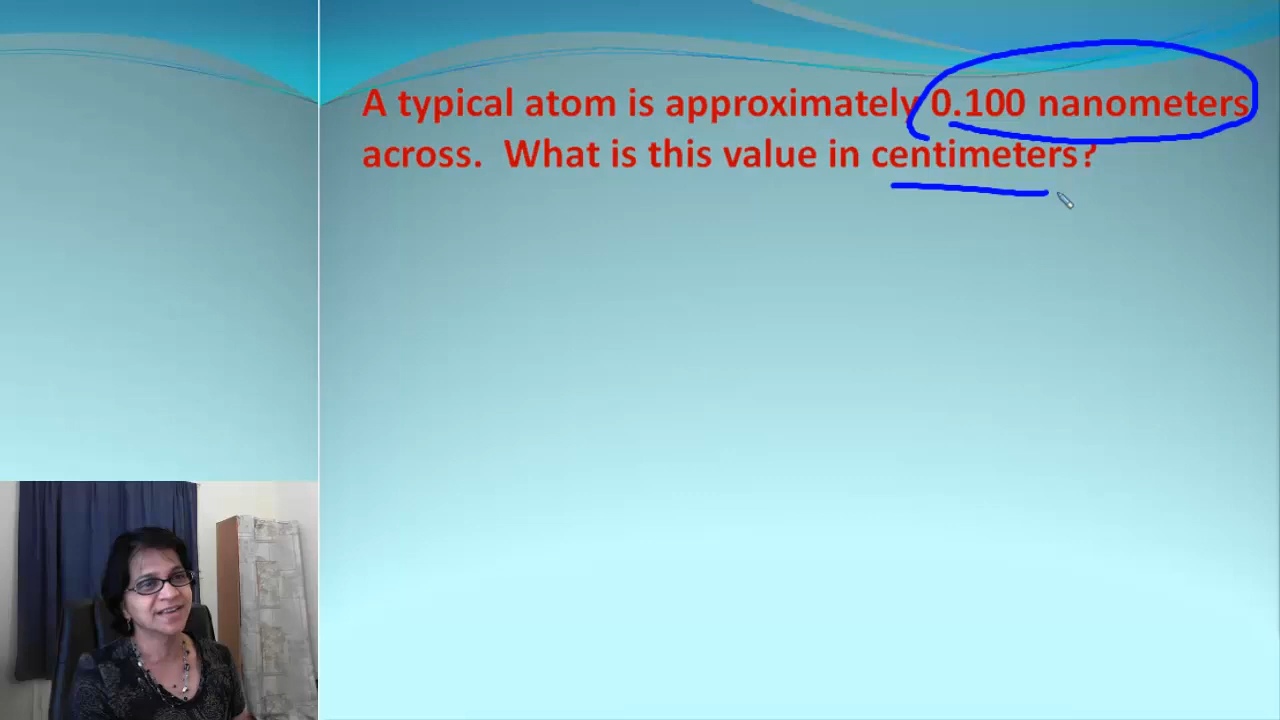 A typical atom is approximately 0.100 nanometers
across. What is this value in centimeters?